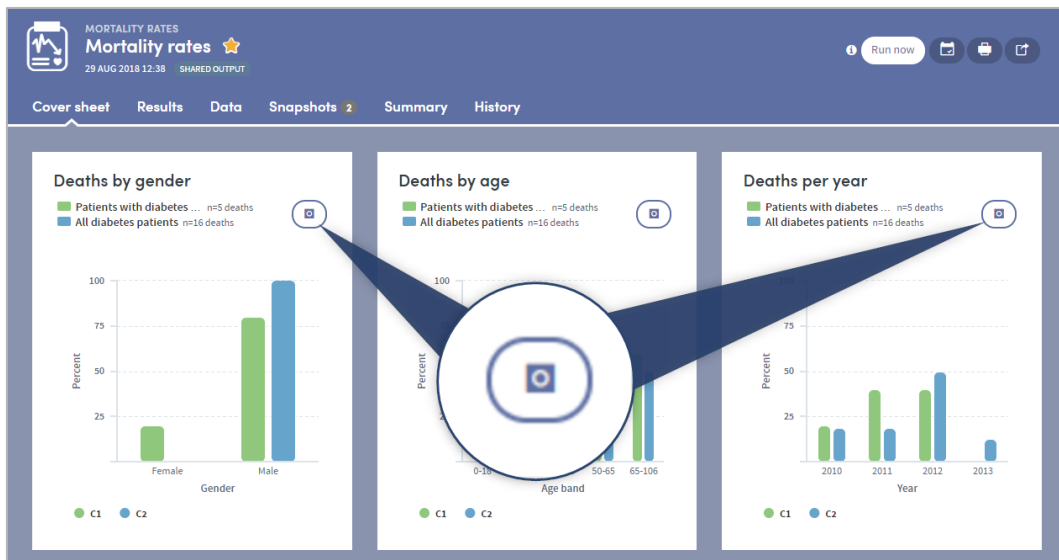 MORTALITY RATES
Mortality rates
29 AUG 2018 12:38 SHARED OUTPUT
Run now
Cover sheet Results Data Snapshots 2 Summary History
Deaths by gender
Patients with diabetes ... n=5 deaths
All diabetes patients n=16 deaths
100
75
50
25
Percent
Female Male
Gender
C1 C2
Deaths by age
Patients with diabetes ... n=5 deaths
All diabetes patients n=16 deaths
100
Percent
50-65 65-106
Age band
C1 C2
Deaths per year
Patients with diabetes ... n=5 deaths
All diabetes patients n=16 deaths
75
50
25
Percent
2010 2011 2012 2013
Year
C1 C2